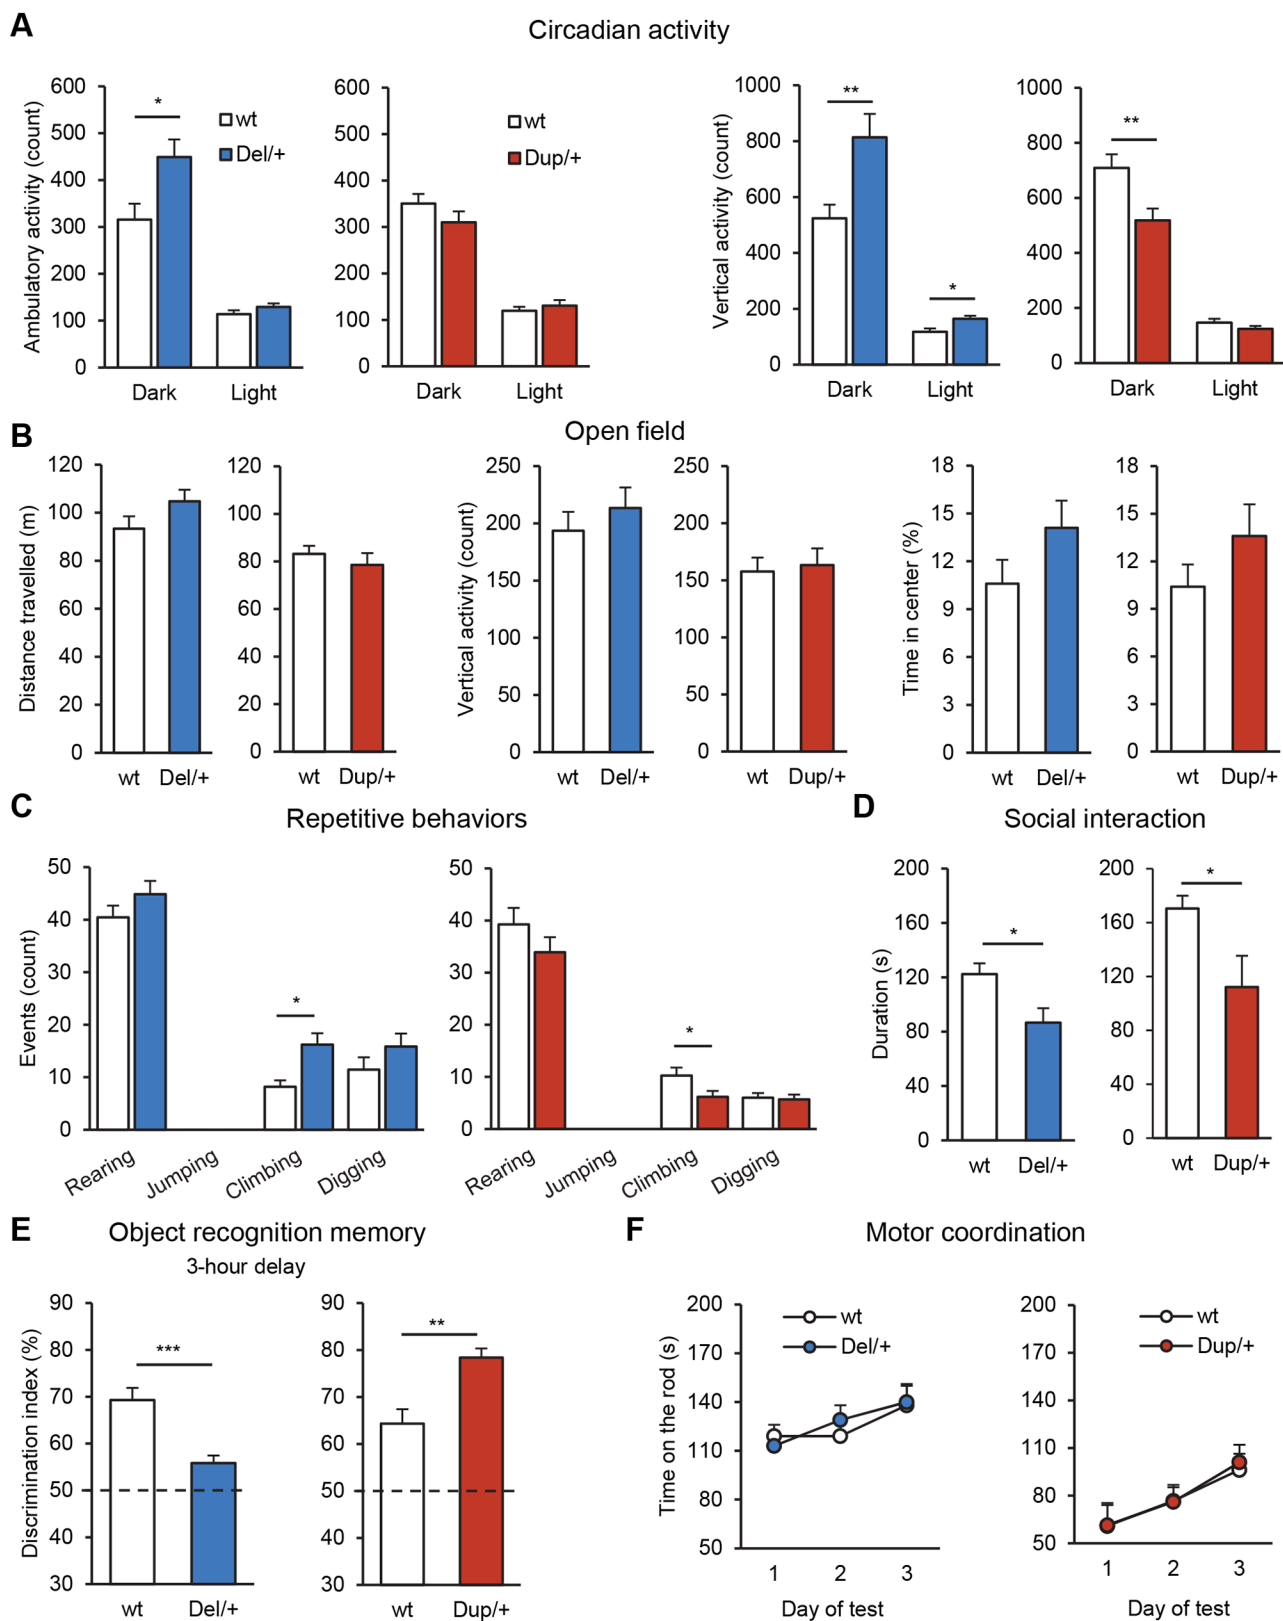 A
Circadian activity
Ambulatory activity (count)
600
500
400
300
200
100
0
*
wt
Del/+
Dark
Light
600
500
400
300
200
100
0
wt
Dup/+
Dark
Light
Vertical activity (count)
1000
800
600
400
200
0
**
*
Dark
Light
1000
800
600
400
200
0
**
Dark
Light
B
Open field
Distance travelled (m)
120
100
80
60
40
20
0
wt
Del/+
120
100
80
60
40
20
0
wt
Dup/+
Vertical activity (count)
250
200
150
100
50
0
wt
Del/+
250
200
150
100
50
0
wt
Dup/+
Time in center (%)
18
15
12
9
6
3
0
wt
Del/+
18
15
12
9
6
3
0
wt
Dup/+
C
Repetitive behaviors
Events (count)
50
40
30
20
10
0
*
Rearing
Jumping
Climbing
Digging
50
40
30
20
10
0
*
Rearing
Jumping
Climbing
Digging
D
Social interaction
Duration (s)
200
160
120
80
40
0
*
wt
Del/+
200
160
120
80
40
0
*
wt
Dup/+
E
Object recognition memory
3-hour delay
Discrimination index (%)
90
80
70
60
50
40
30
***
wt
Del/+
90
80
70
60
50
40
30
**
wt
Dup/+
F
Motor coordination
Time on the rod (s)
200
170
140
110
80
50
wt
Del/+
1
2
3
Day of test
200
170
140
110
80
50
wt
Dup/+
1
2
3
Day of test